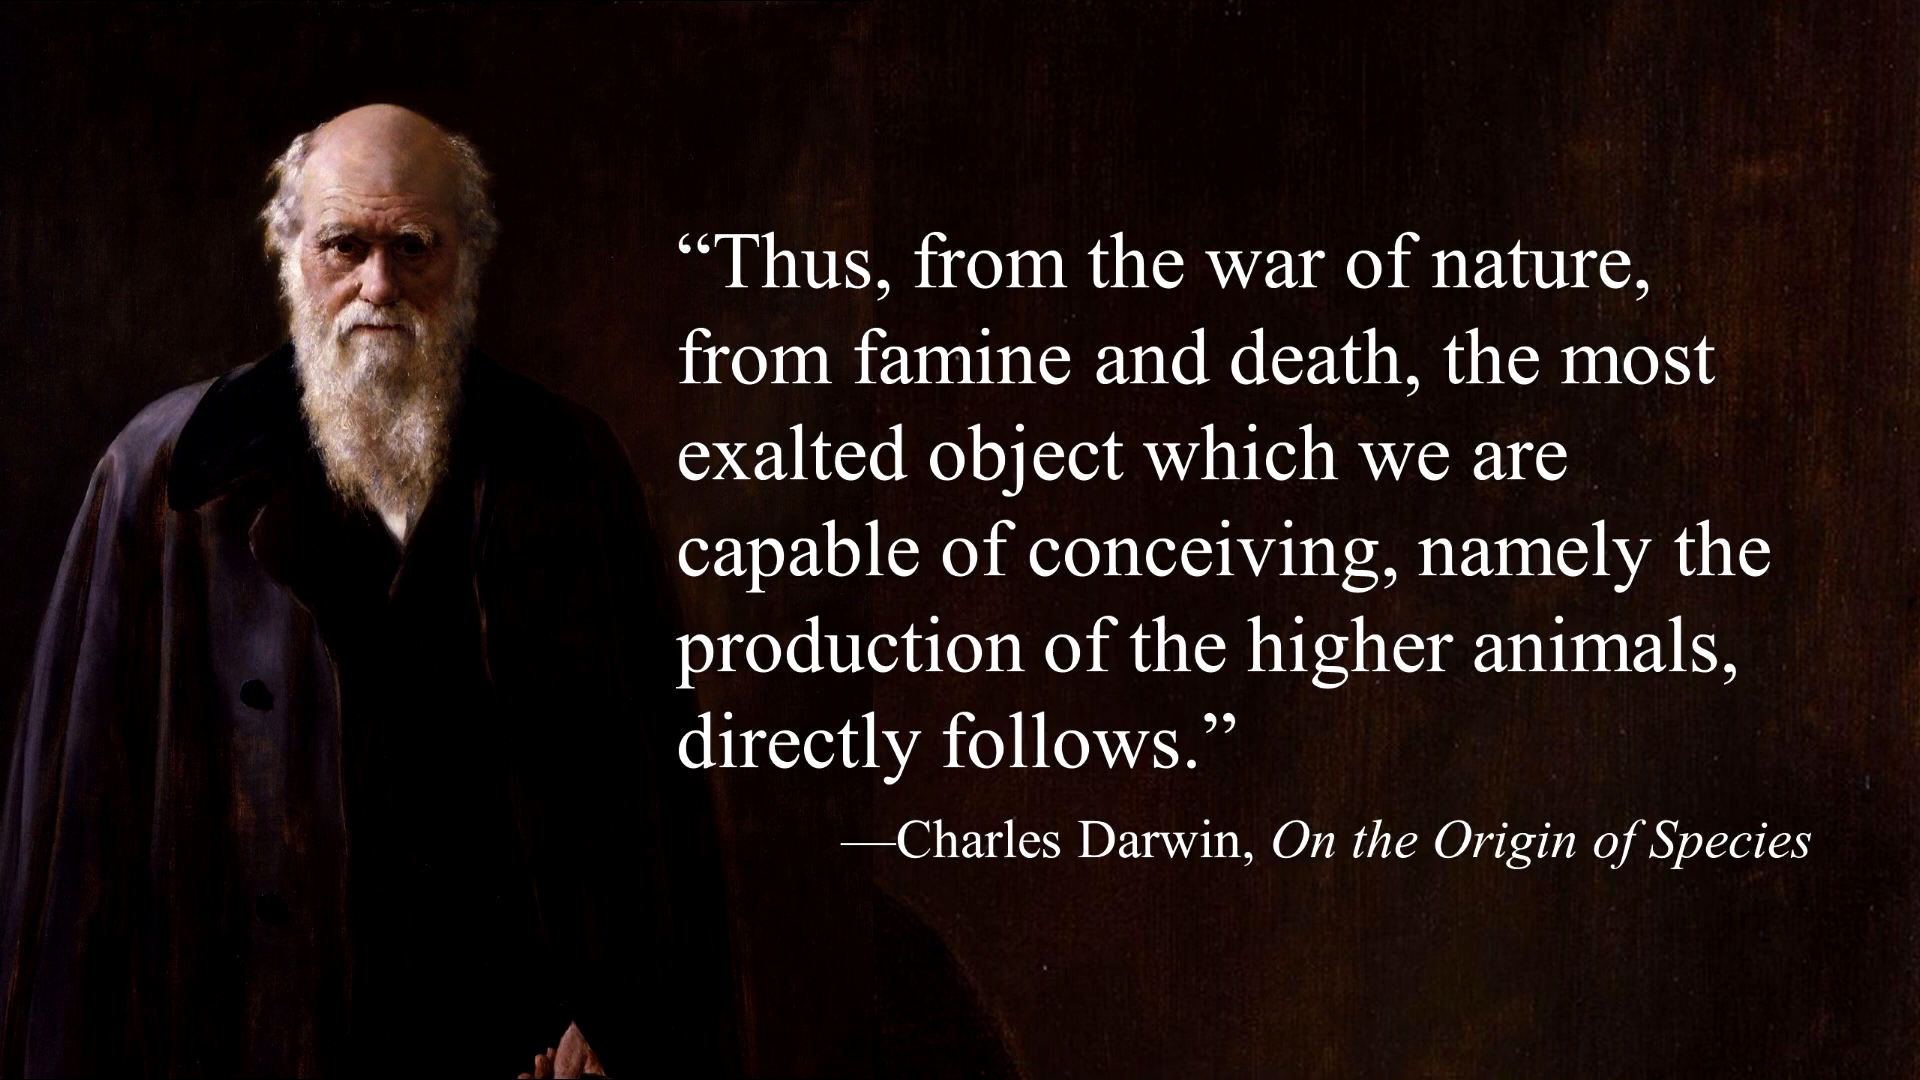 “Thus, from the war of nature,
from famine and death, the most
exalted object which we are
capable of conceiving, namely the
production of the higher animals,
directly follows.”
—Charles Darwin, On the Origin of Species